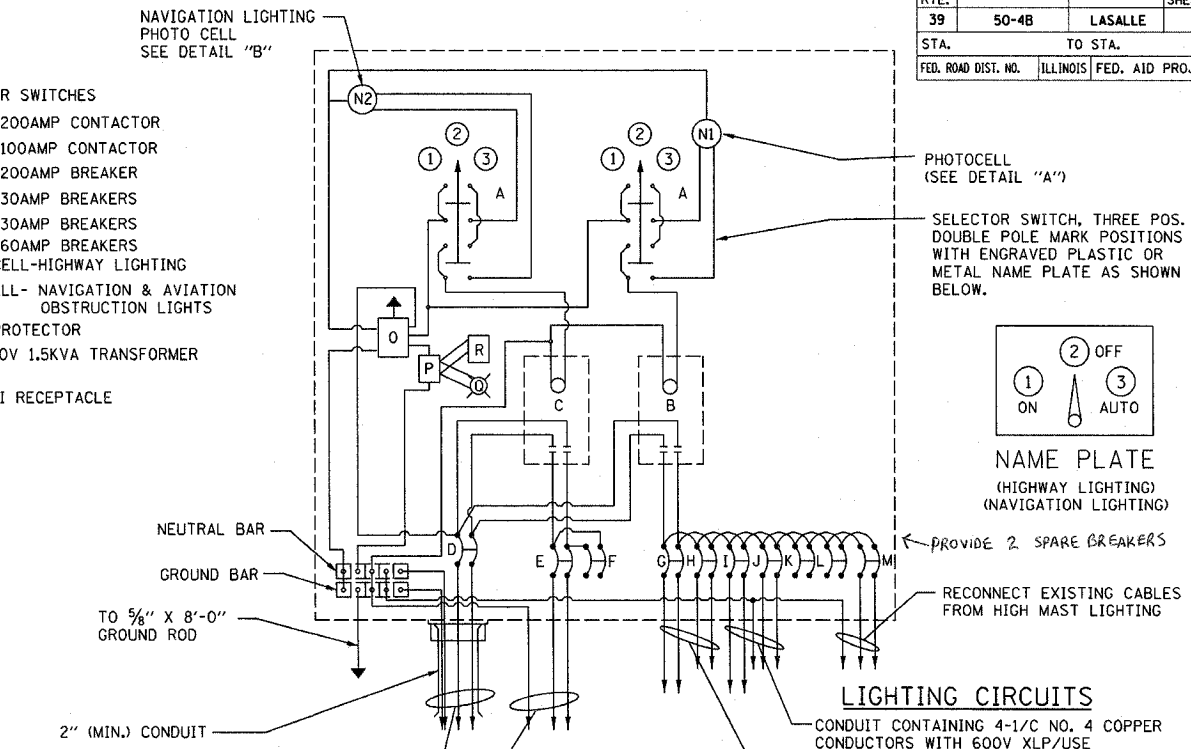 NAVIGATION LIGHTING
PHOTO CELL
SEE DETAIL "B"
RTE.
39 50-4B LASALLE
STA. TO STA.
FED. ROAD DIST. NO. ILLINOIS FED. AID PROJ.
R SWITCHES
200AMP CONTACTOR
100AMP CONTACTOR
200AMP BREAKER
30AMP BREAKERS
30AMP BREAKERS
60AMP BREAKERS
CELL-HIGHWAY LIGHTING
LL- NAVIGATION & AVIATION
OBSTRUCTION LIGHTS
PROTECTOR
0V 1.5KVA TRANSFORMER
I RECEPTACLE
N2
1 2 3
A
1 2 3
A
N1
PHOTOCELL
(SEE DETAIL "A")
SELECTOR SWITCH, THREE POS.
DOUBLE POLE MARK POSITIONS
WITH ENGRAVED PLASTIC OR
METAL NAME PLATE AS SHOWN
BELOW.
O
P
R
Q
C
B
2 OFF
1 3
ON AUTO
NAME PLATE
(HIGHWAY LIGHTING)
(NAVIGATION LIGHTING)
NEUTRAL BAR
GROUND BAR
D
E F G H I J K L M
PROVIDE 2 SPARE BREAKERS
RECONNECT EXISTING CABLES
FROM HIGH MAST LIGHTING
TO 5/8" X 8'-0"
GROUND ROD
2" (MIN.) CONDUIT
LIGHTING CIRCUITS
CONDUIT CONTAINING 4-1/C NO. 4 COPPER
CONDUCTORS WITH 600V XLP/USE